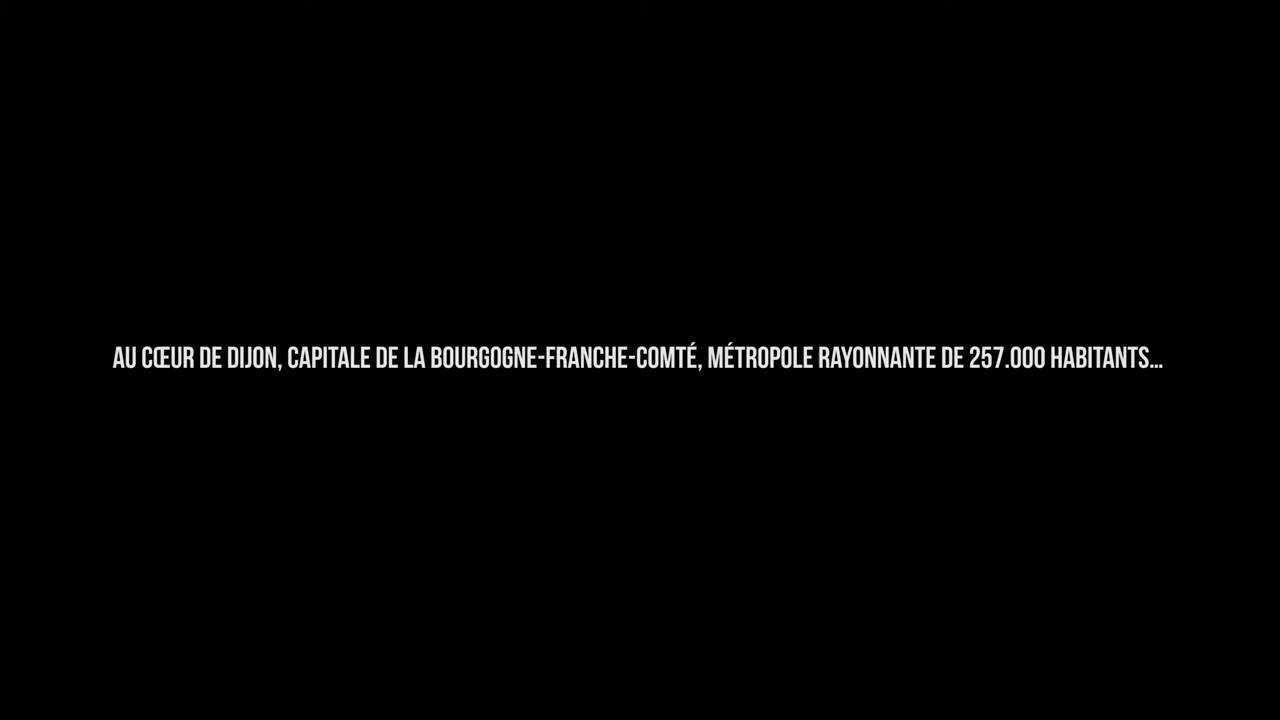 AU CŒUR DE DIJON, CAPITALE DE LA BOURGOGNE-FRANCHE-COMTÉ, MÉTROPOLE RAYONNANTE DE 257.000 HABITANTS...